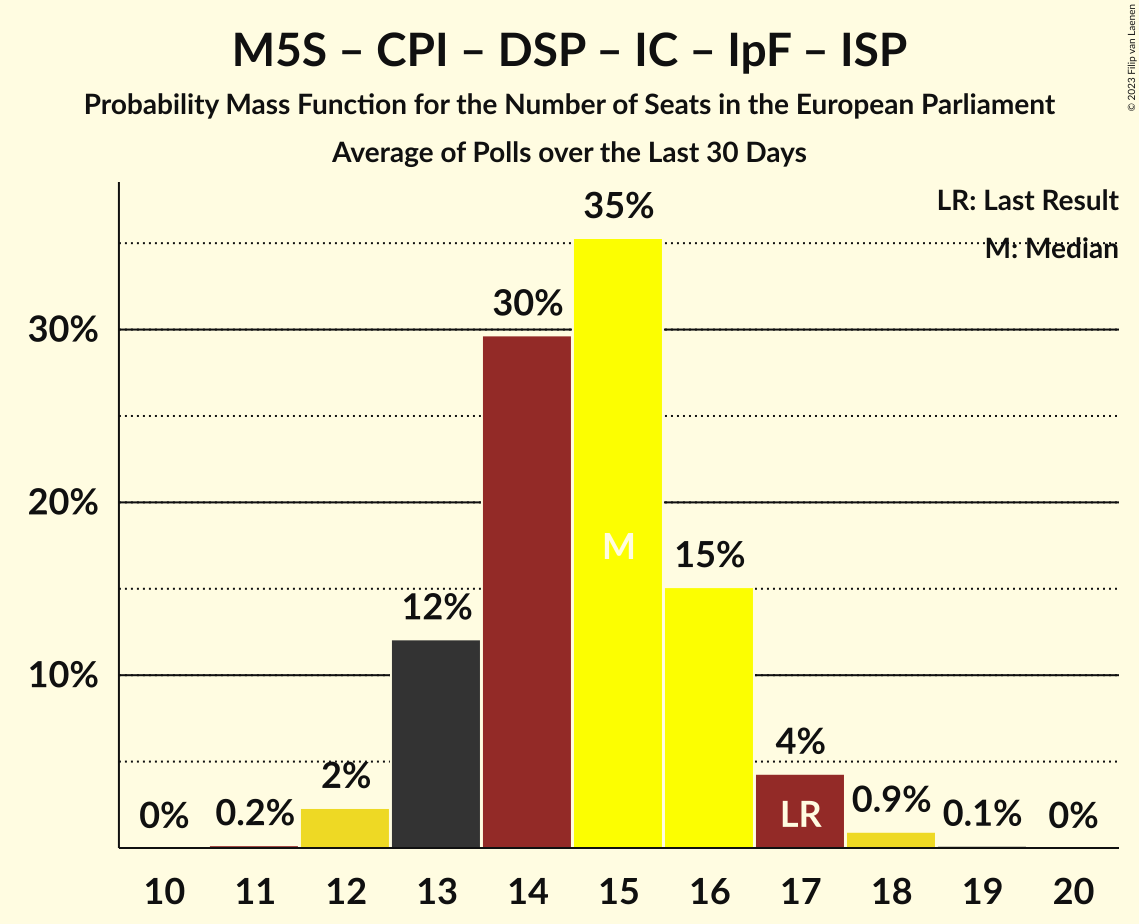 M5S – CPI – DSP – IC – IpF – ISP
Probability Mass Function for the Number of Seats in the European Parliament
Average of Polls over the Last 30 Days
© 2023 Filip van Laenen
LR: Last Result
M: Median
35%
30%
30%
20%
M
15%
12%
10%
4%
2%
0%
0.2%
LR
0.9%
0.1%
0%
10 11 12 13 14 15 16 17 18 19 20